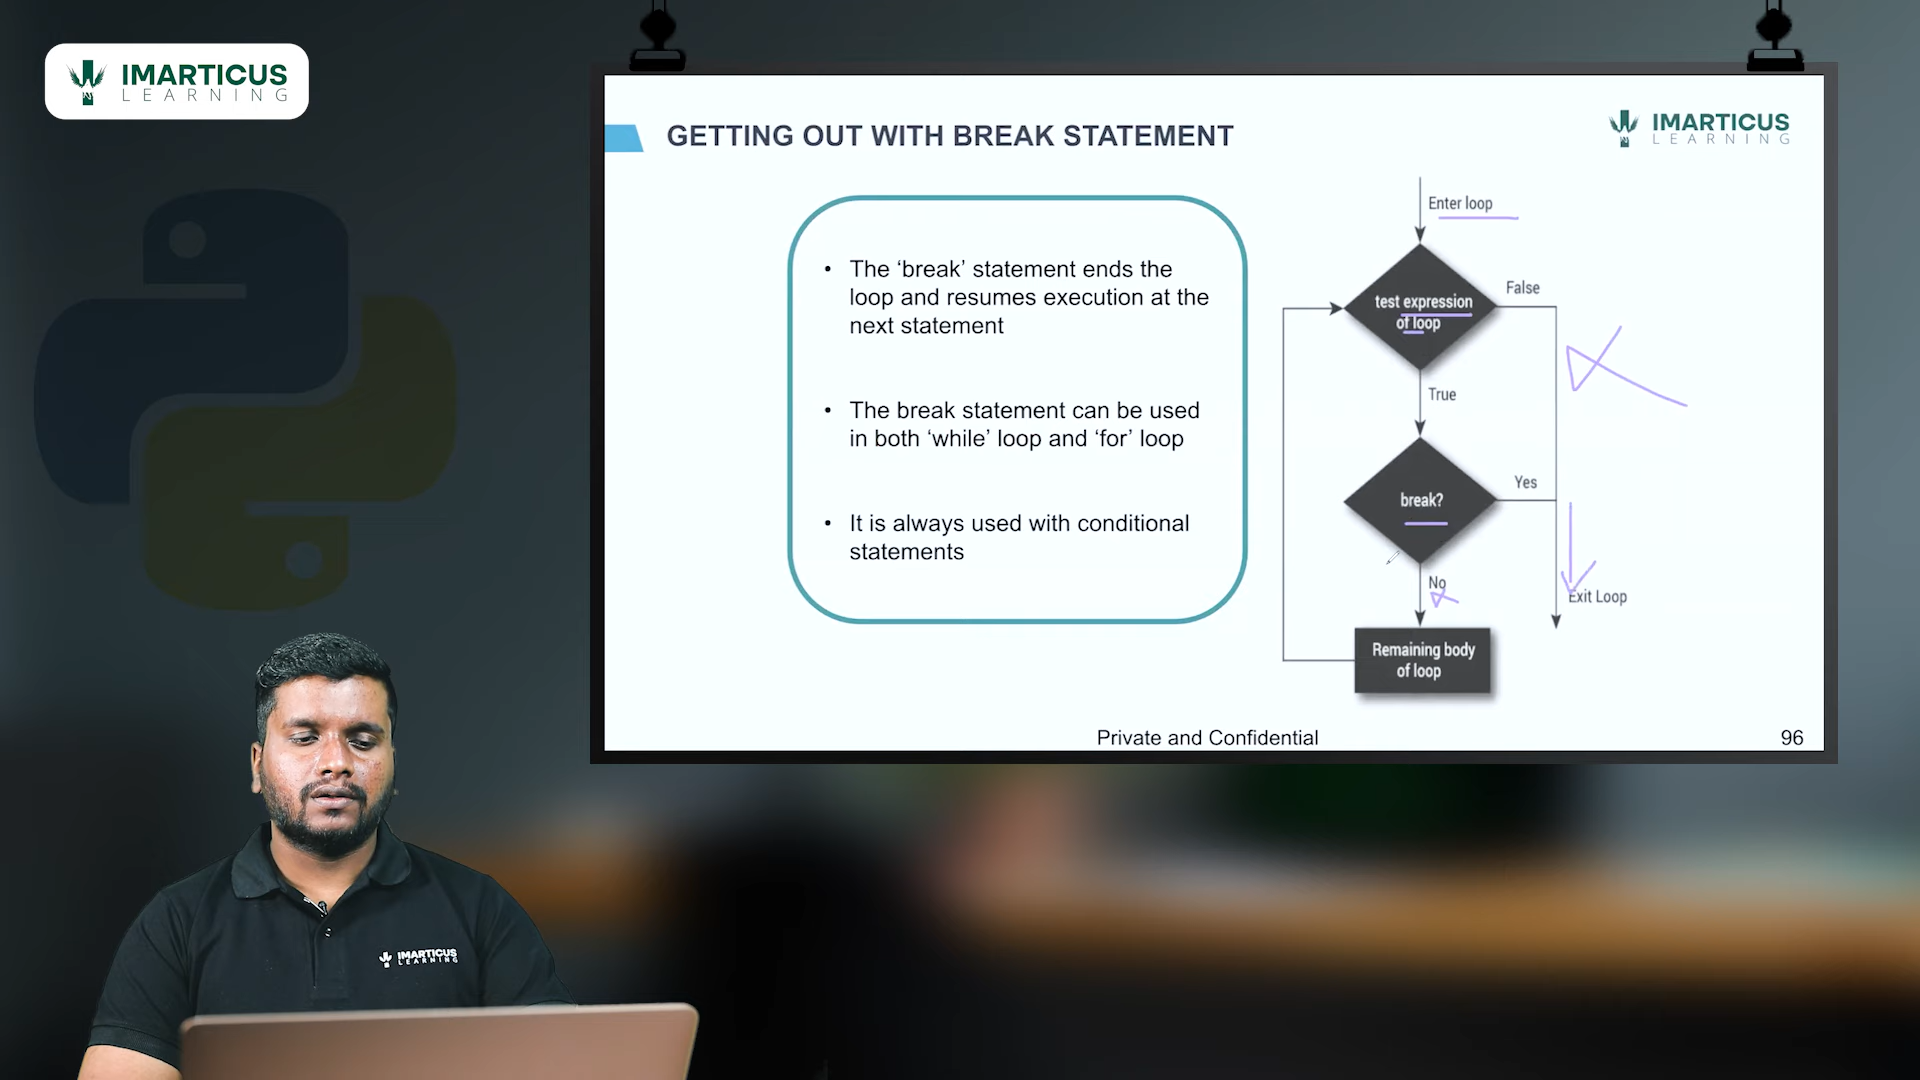 IMARTICUS
LEARNING
GETTING OUT WITH BREAK STATEMENT
IMARTICUS
LEARNING
• The ‘break’ statement ends the
loop and resumes execution at the
next statement
• The break statement can be used
in both ‘while’ loop and ‘for’ loop
• It is always used with conditional
statements
Enter loop
test expression
of loop
False
True
break?
Yes
No
Exit Loop
Remaining body
of loop
Private and Confidential
96
IMARTICUS
LEARNING